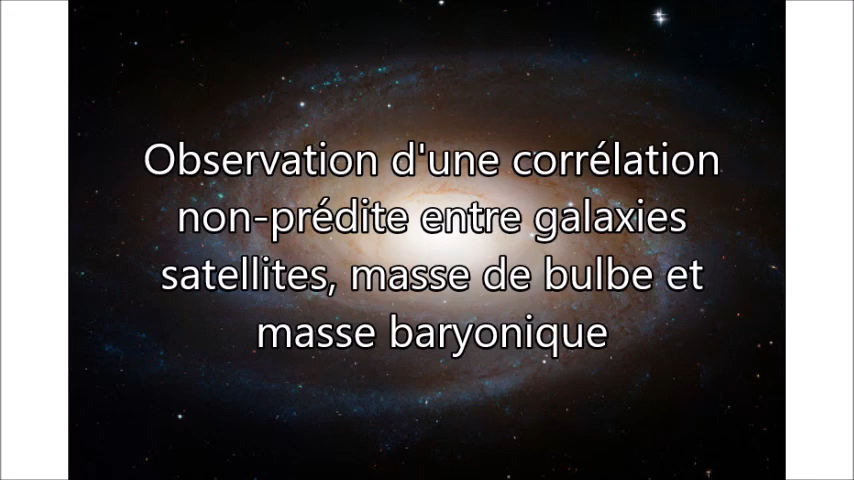 Observation d'une corrélation
non-prédite entre galaxies
satellites, masse de bulbe et
masse baryonique